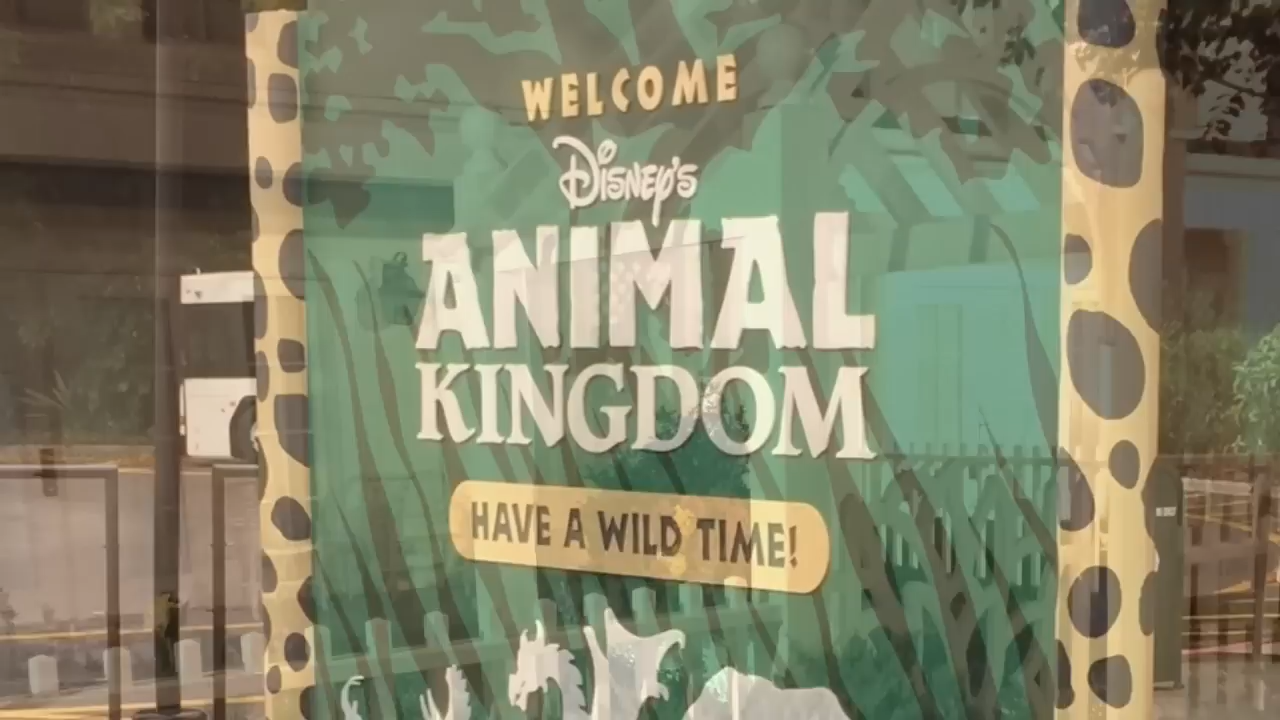 WELCOME
DISNEY'S
ANIMAL
KINGDOM
HAVE A WILD TIME!